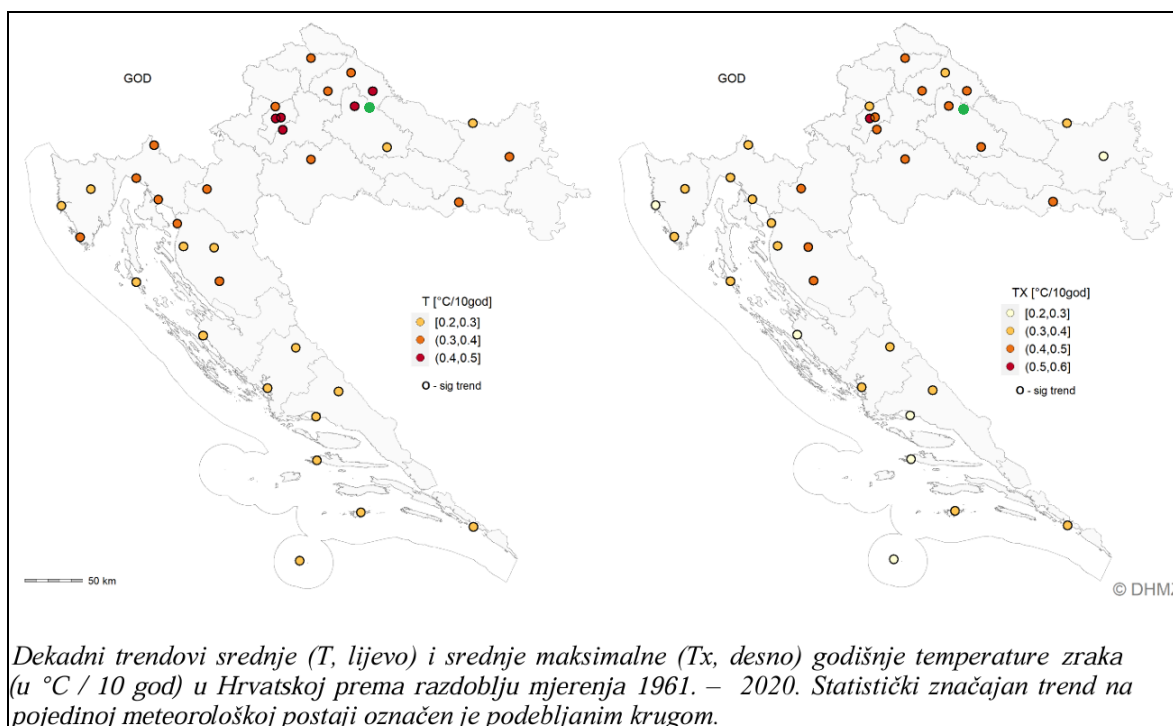 GOD
T [°C/10god]
[0.2,0.3]
(0.3,0.4]
(0.4,0.5]
O - sig trend
50 km
GOD
TX [°C/10god]
[0.2,0.3]
(0.3,0.4]
(0.4,0.5]
(0.5,0.6]
O - sig trend
© DHMZ
Dekadni trendovi srednje (T, lijevo) i srednje maksimalne (Tx, desno) godišnje temperature zraka
(u °C / 10 god) u Hrvatskoj prema razdoblju mjerenja 1961. – 2020. Statistički značajan trend na
pojedinoj meteorološkoj postaji označen je podebljanim krugom.